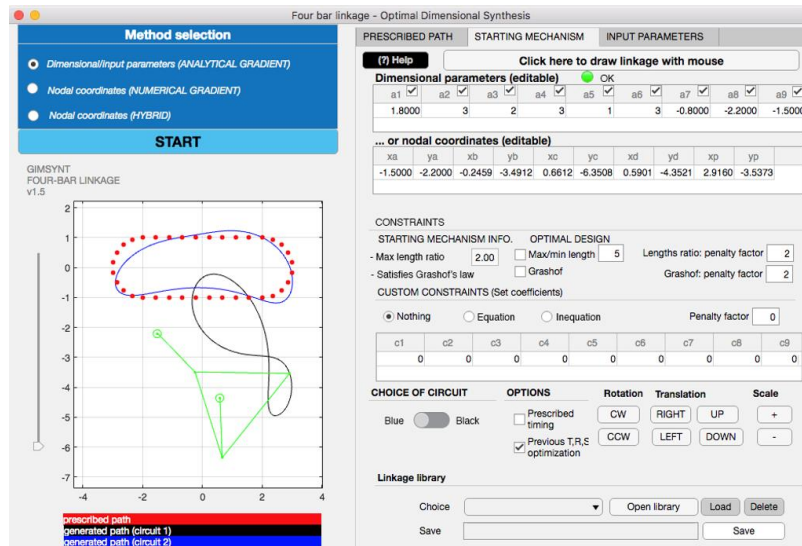 Four bar linkage - Optimal Dimensional Synthesis
Method selection
Dimensional/input parameters (ANALYTICAL GRADIENT)
Nodal coordinates (NUMERICAL GRADIENT)
Nodal coordinates (HYBRID)
START
GIMSYNT
FOUR-BAR LINKAGE
v1.5
2
1
0
-1
-2
-3
-4
-5
-6
-7
-4 -2 0 2 4
prescribed path
generated path (circuit 1)
generated path (circuit 2)
PRESCRIBED PATH STARTING MECHANISM INPUT PARAMETERS
(?) Help Click here to draw linkage with mouse
Dimensional parameters (editable) OK
a1 a2 a3 a4 a5 a6 a7 a8 a9
1.8000 3 2 3 1 3 -0.8000 -2.2000 -1.5000
... or nodal coordinates (editable)
xa ya xb yb xc yc xd yd xp yp
-1.5000 -2.2000 -0.2459 -3.4912 0.6612 -6.3508 0.5901 -4.3521 2.9160 -3.5373
CONSTRAINTS
STARTING MECHANISM INFO. OPTIMAL DESIGN
- Max length ratio 2.00 Max/min length 5 Lengths ratio: penalty factor 2
- Satisfies Grashof's law Grashof Grashof: penalty factor 2
CUSTOM CONSTRAINTS (Set coefficients)
Nothing Equation Inequation Penalty factor 0
c1 c2 c3 c4 c5 c6 c7 c8 c9
0 0 0 0 0 0 0 0 0
CHOICE OF CIRCUIT OPTIONS Rotation Translation Scale
Blue Black Prescribed timing CW RIGHT UP +
Previous T,R,S optimization CCW LEFT DOWN -
Linkage library
Choice Open library Load Delete
Save Save